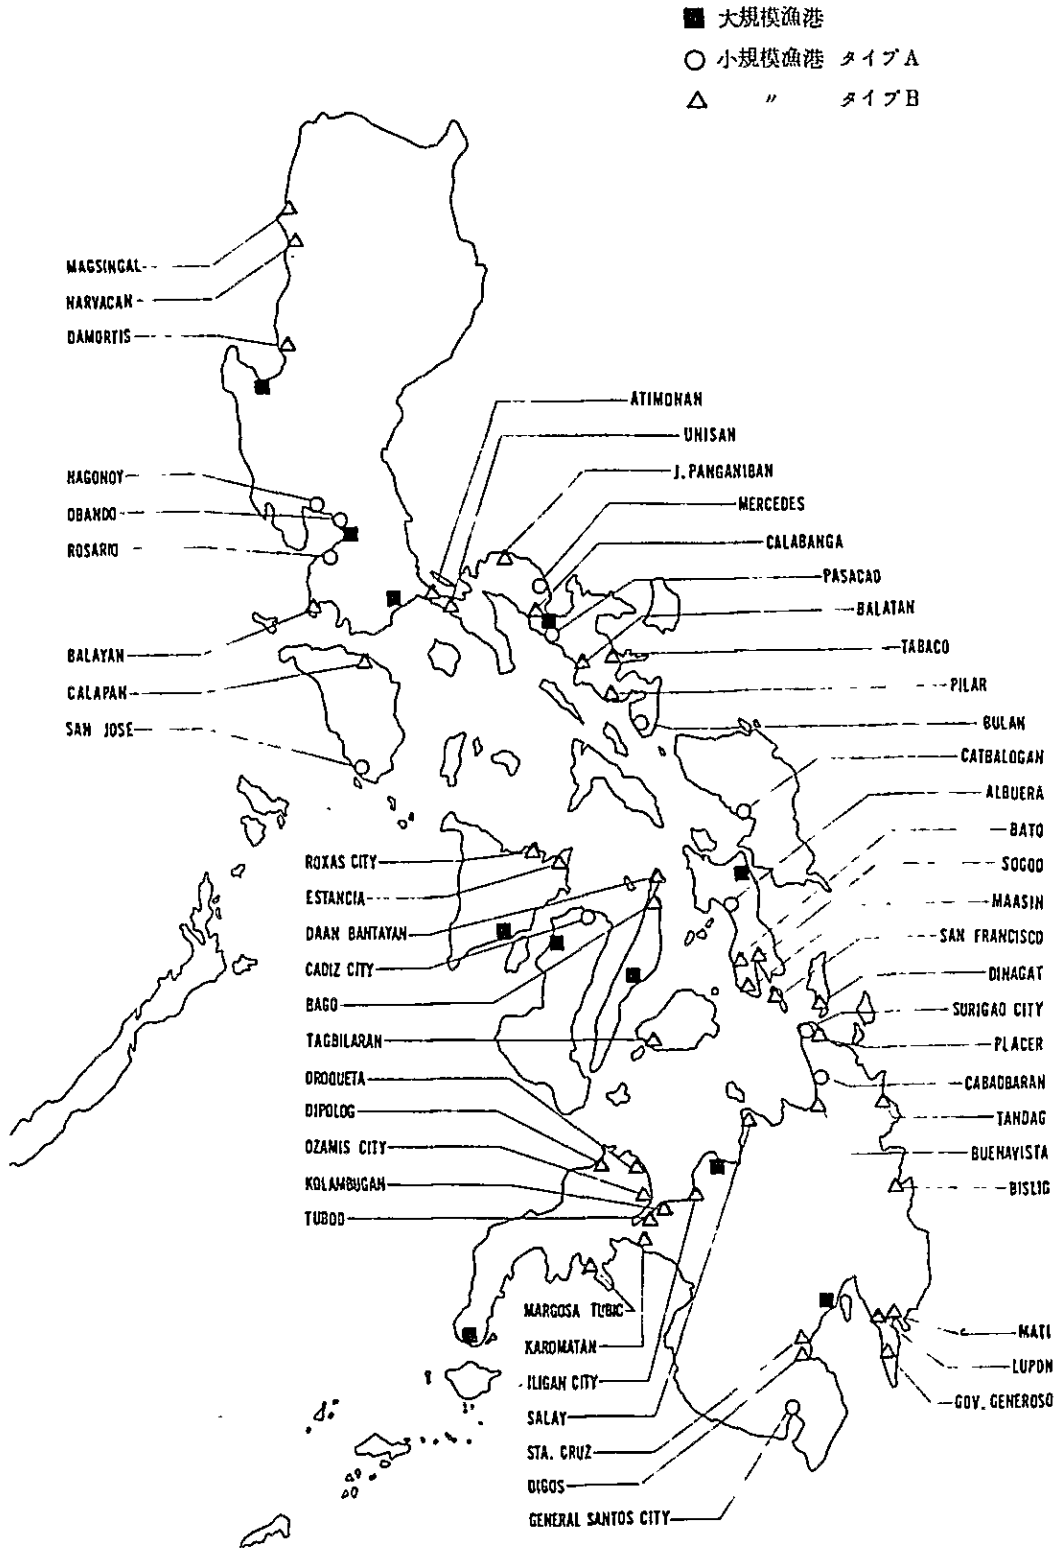 ■ 大規模漁港
○ 小規模漁港 タイプA
△ 〃 タイプB
MAGSINGAL
NARVACAN
DAMORTIS
HAGONOY
OBANDO
ROSARIO
BALAYAN
CALAPAN
SAN JOSE
ATIMONAN
UNISAN
J. PANGANIBAN
MERCEDES
CALABANGA
PASACAO
BALATAN
TABACO
PILAR
BULAN
CATBALOGAN
ALBUERA
BATO
SOGOD
MAASIN
SAN FRANCISCO
DINAGAT
SURIGAO CITY
PLACER
CABADBARAN
TANDAG
BUENAVISTA
BISLIG
MATI
LUPON
GOV. GENEROSO
ROXAS CITY
ESTANCIA
DAAN BANTAYAN
CADIZ CITY
BAGO
TAGBILARAN
OROQUETA
DIPOLOG
OZAMIS CITY
KOLAMBUGAN
TUBOD
MARGOSA TUBIG
KAROMATAN
ILIGAN CITY
SALAY
STA. CRUZ
DIGOS
GENERAL SANTOS CITY